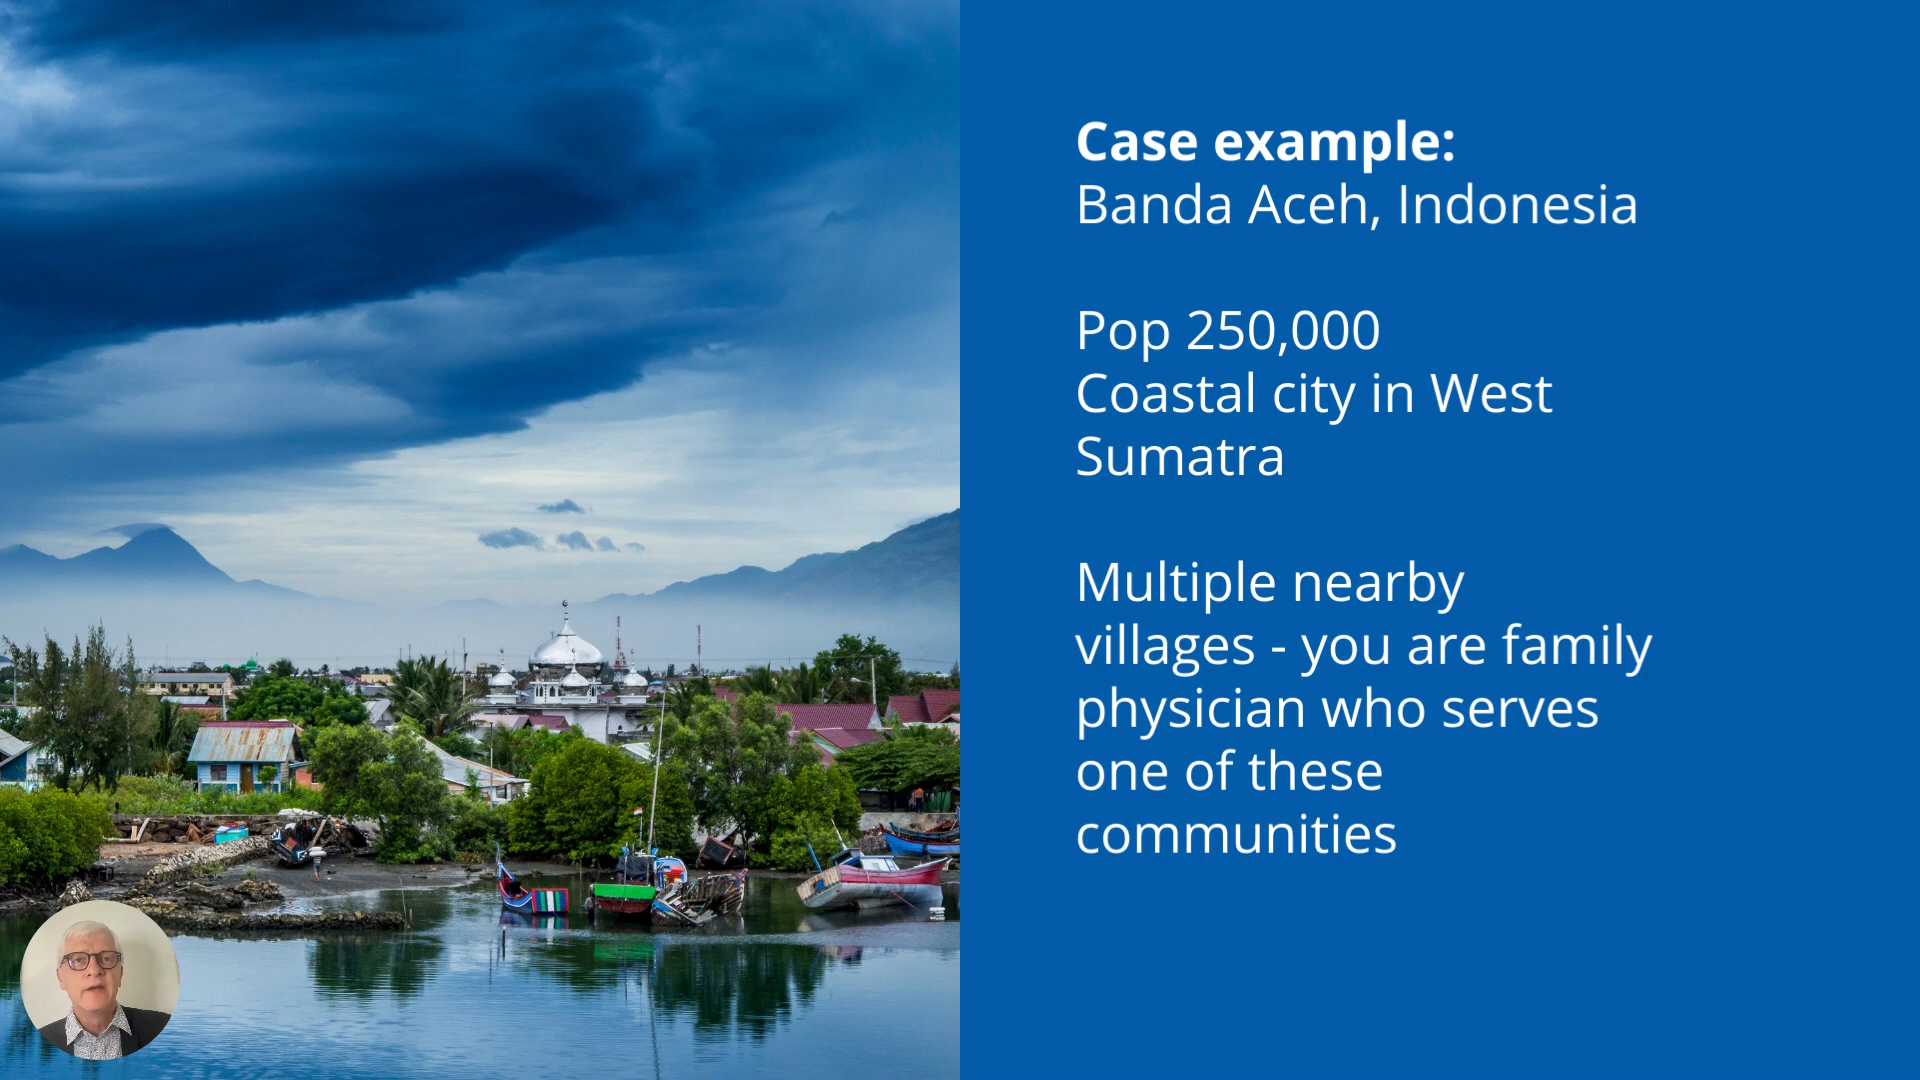 Case example:
Banda Aceh, Indonesia
Pop 250,000
Coastal city in West
Sumatra
Multiple nearby
villages - you are family
physician who serves
one of these
communities